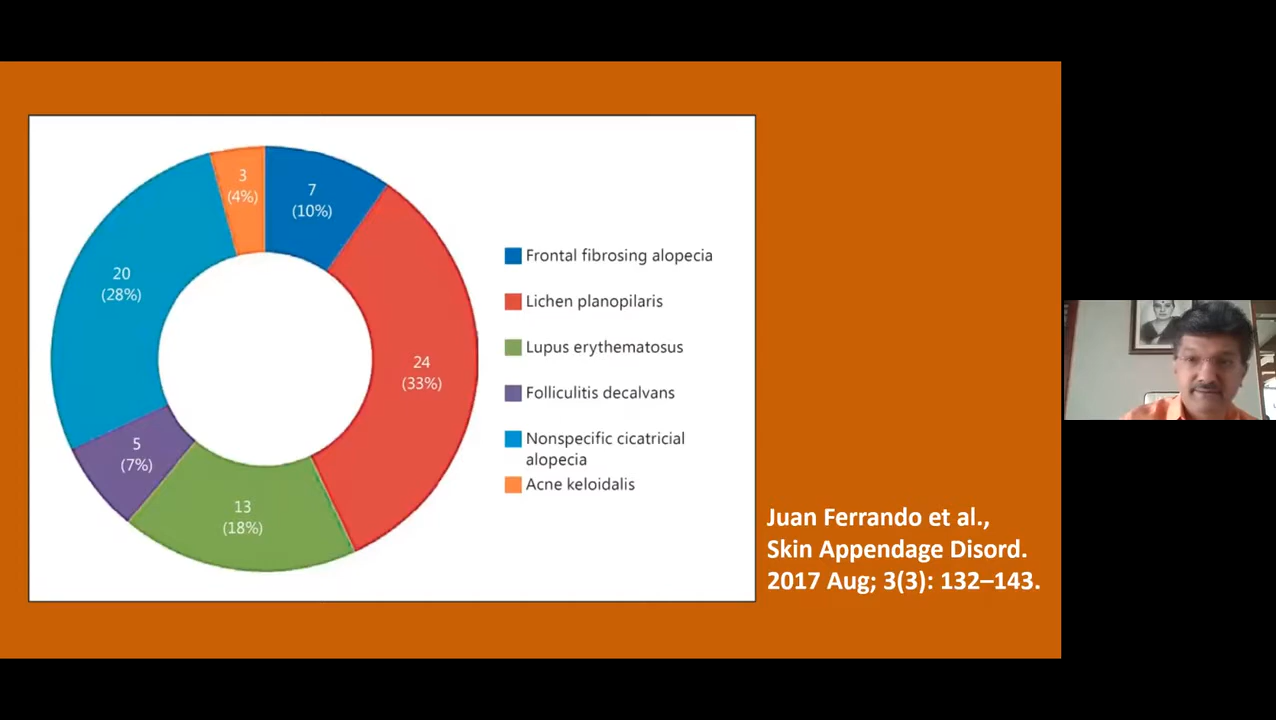 3
(4%)
7
(10%)
20
(28%)
24
(33%)
5
(7%)
13
(18%)
Frontal fibrosing alopecia
Lichen planopilaris
Lupus erythematosus
Folliculitis decalvans
Nonspecific cicatricial
alopecia
Acne keloidalis
Juan Ferrando et al.,
Skin Appendage Disord.
2017 Aug; 3(3): 132–143.